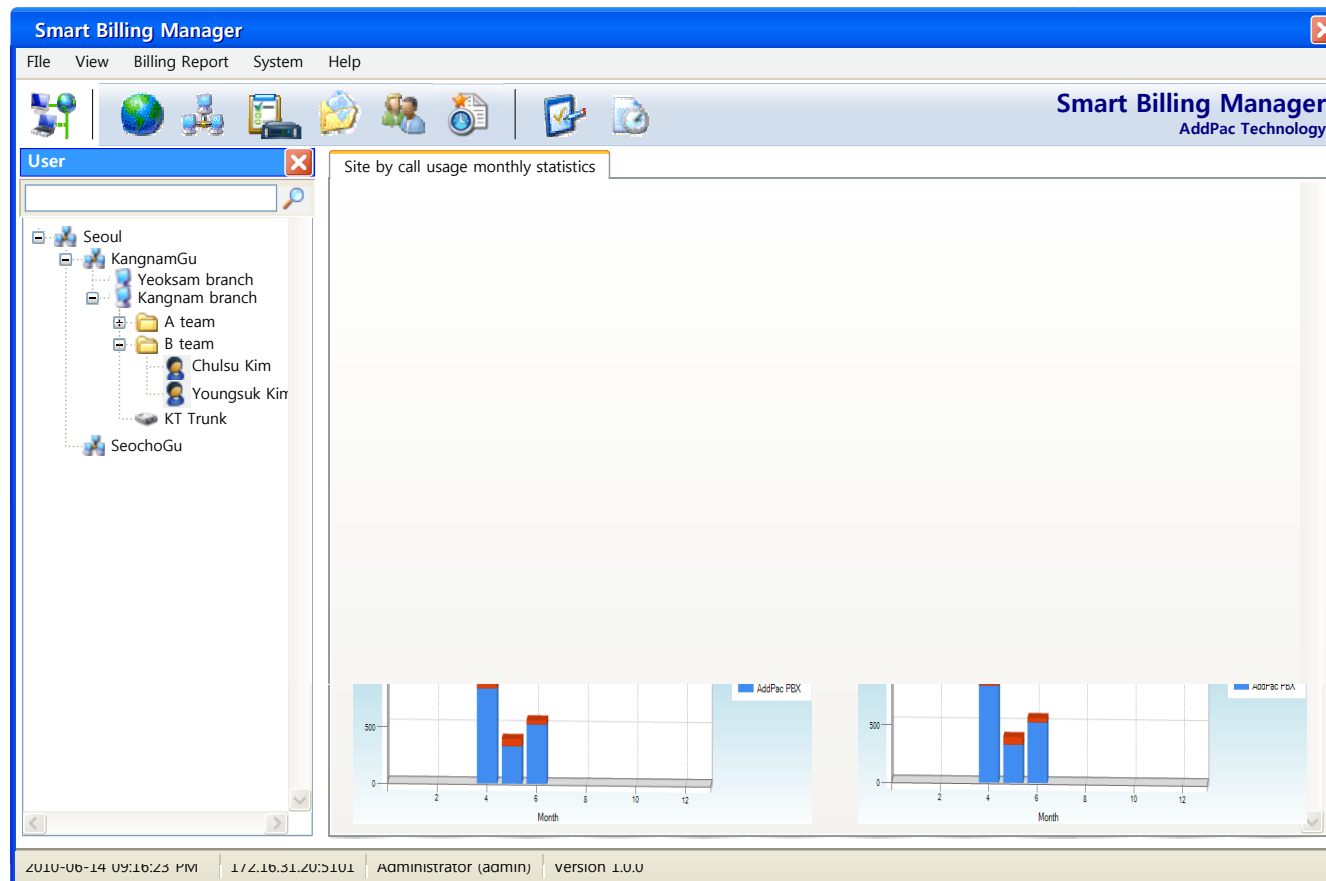 Smart Billing Manager
FIle View Billing Report System Help
Smart Billing Manager
AddPac Technology
User
Site by call usage monthly statistics
Seoul
KangnamGu
Yeoksam branch
Kangnam branch
A team
B team
Chulsu Kim
Youngsuk Kim
KT Trunk
SeochoGu
AddPac PBX
500
0
2 4 6 8 10 12
Month
AddPac PBX
500
0
2 4 6 8 10 12
Month
2010-06-14 09:16:23 PM 172.16.31.20:5101 Administrator (admin) Version 1.0.0